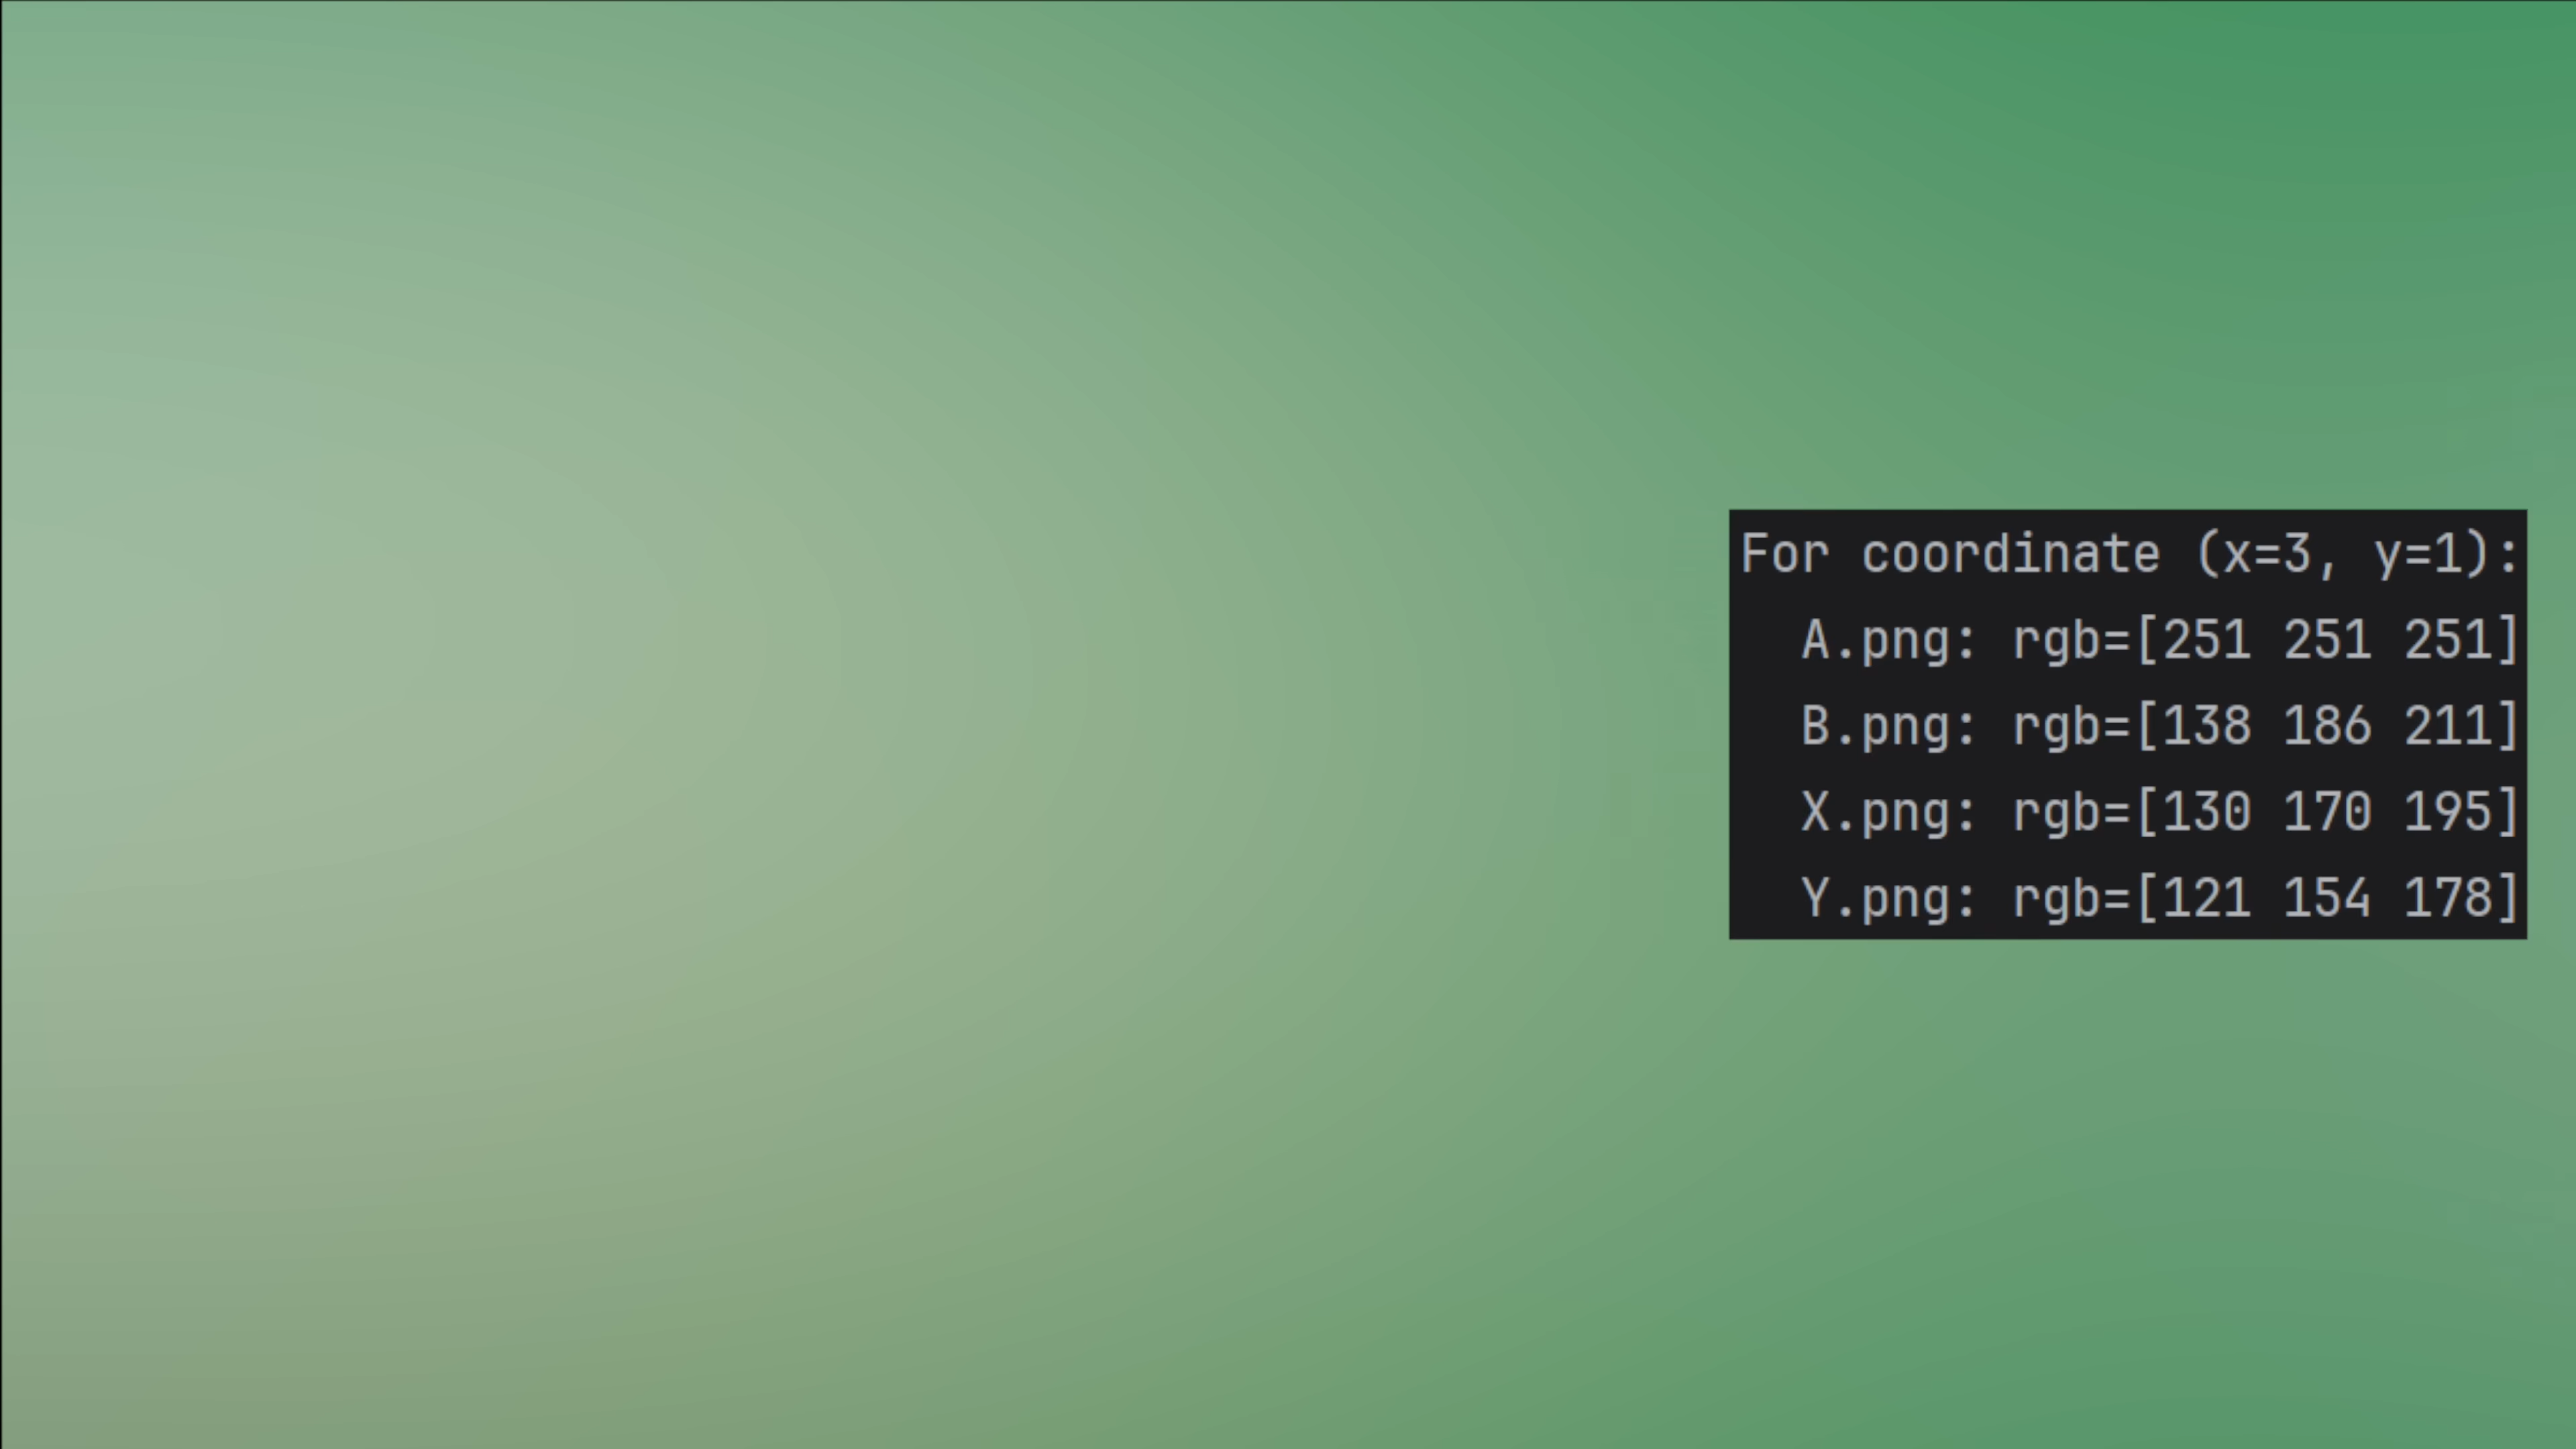 For coordinate (x=3, y=1):
A.png: rgb=[251 251 251]
B.png: rgb=[138 186 211]
X.png: rgb=[130 170 195]
Y.png: rgb=[121 154 178]